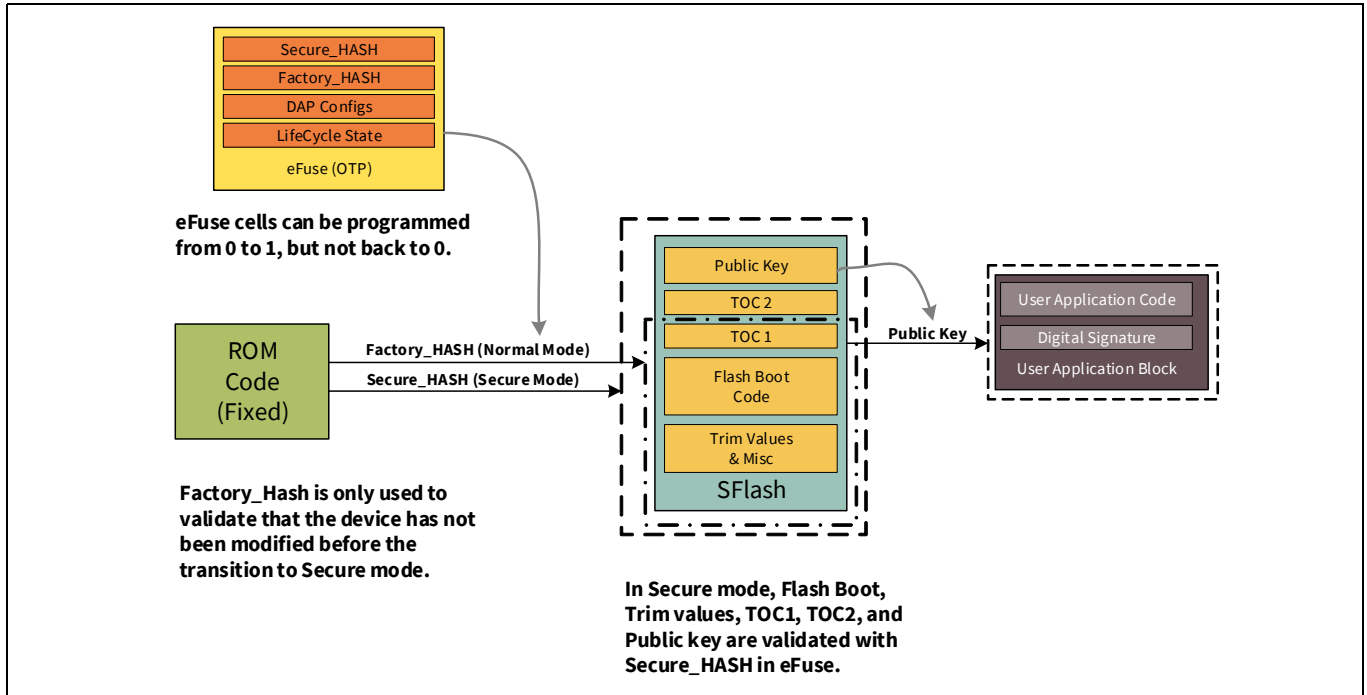 Secure_HASH
Factory_HASH
DAP Configs
LifeCycle State
eFuse (OTP)
eFuse cells can be programmed
from 0 to 1, but not back to 0.
ROM
Code
(Fixed)
Factory_HASH (Normal Mode)
Secure_HASH (Secure Mode)
Factory_Hash is only used to
validate that the device has not
been modified before the
transition to Secure mode.
Public Key
TOC 2
TOC 1
Flash Boot
Code
Trim Values
& Misc
SFlash
In Secure mode, Flash Boot,
Trim values, TOC1, TOC2, and
Public key are validated with
Secure_HASH in eFuse.
Public Key
User Application Code
Digital Signature
User Application Block